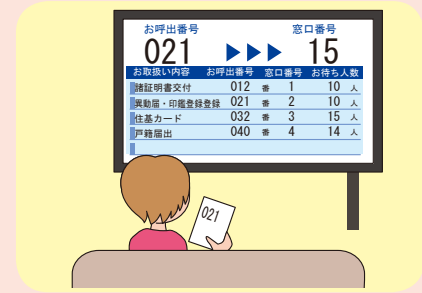 お呼出番号 窓口番号
021 ▶▶▶ 15
お取扱い内容 お呼出番号 窓口番号 お待ち人数
諸証明書交付 012 番 1 10 人
異動届・印鑑登録登録 021 番 2 10 人
住基カード 032 番 3 15 人
戸籍届出 040 番 4 14 人
021